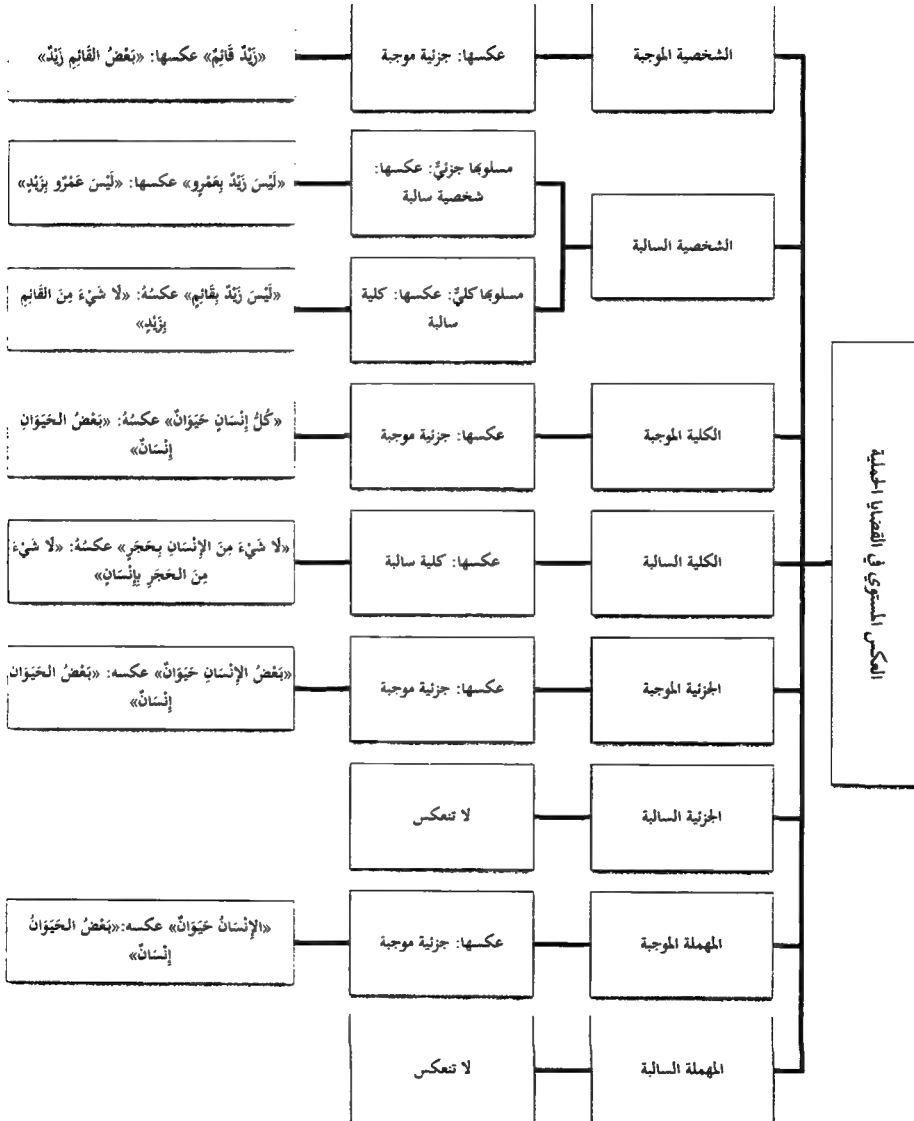 العكس المستوي في القضايا الحملية
الشخصية الموجبة
عكسها: جزئية موجبة
«زَيْدٌ قَائِمٌ» عكسها: «بَعْضُ القَائِمِ زَيْدٌ»
الشخصية السالبة
مسلوبها جزئيٌّ: عكسها:
شخصية سالبة
«لَيْسَ زَيْدٌ بِعَمْرٍو» عكسها: «لَيْسَ عَمْرٌو بِزَيْدٍ»
مسلوبها كليٌّ: عكسها: كلية
سالبة
«لَيْسَ زَيْدٌ بِقَائِمٍ» عكسُهُ: «لَا شَيْءَ مِنَ القَائِمِ
بِزَيْدٍ»
الكلية الموجبة
عكسها: جزئية موجبة
«كُلُّ إِنْسَانٍ حَيَوَانٌ» عكسُهُ: «بَعْضُ الحَيَوَانِ
إِنْسَانٌ»
الكلية السالبة
عكسها: كلية سالبة
«لَا شَيْءَ مِنَ الإِنْسَانِ بِحَجَرٍ» عكسُهُ: «لَا شَيْءَ
مِنَ الحَجَرِ بِإِنْسَانٍ»
الجزئية الموجبة
عكسها: جزئية موجبة
«بَعْضُ الإِنْسَانِ حَيَوَانٌ» عكسه: «بَعْضُ الحَيَوَانِ
إِنْسَانٌ»
الجزئية السالبة
لا تنعكس
المهملة الموجبة
عكسها: جزئية موجبة
«الإِنْسَانُ حَيَوَانٌ» عكسه:«بَعْضُ الحَيَوَانُ
إِنْسَانٌ»
المهملة السالبة
لا تنعكس